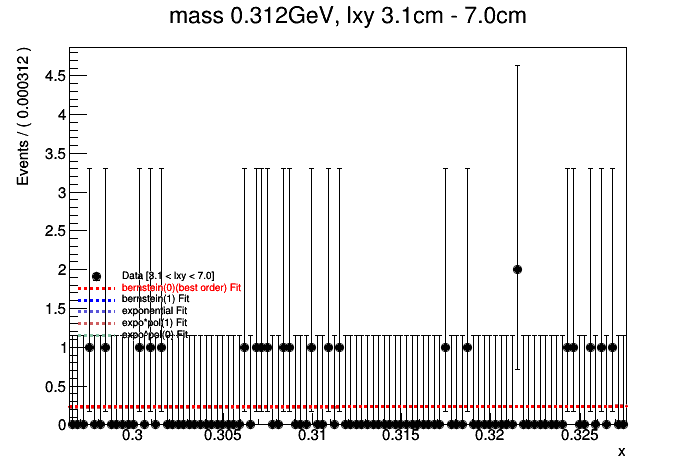 mass 0.312GeV, lxy 3.1cm - 7.0cm
Events / ( 0.000312 )
4.5
4
3.5
3
2.5
2
1.5
1
0.5
0
Data [3.1 < lxy < 7.0]
bernstein(0)(best order) Fit
bernstein(1) Fit
exponential Fit
expo*pol(1) Fit
expo*pol(0) Fit
0.3 0.305 0.31 0.315 0.32 0.325
x